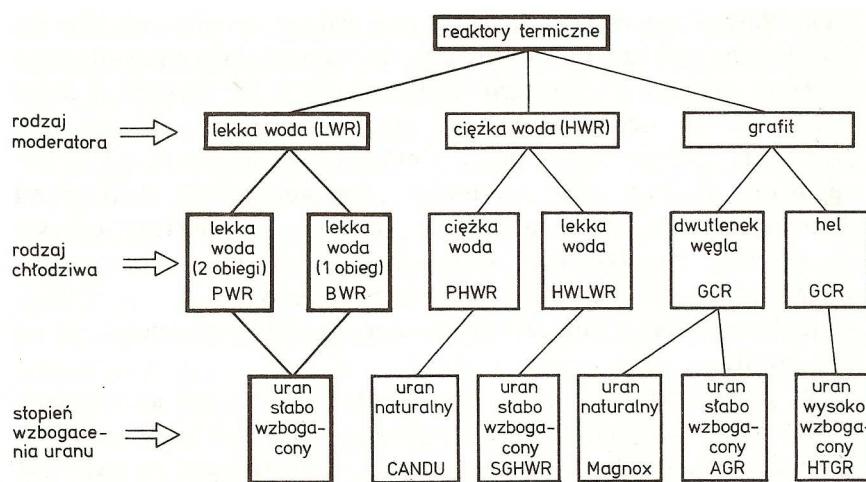 reaktory termiczne
rodzaj
moderatora
lekka woda (LWR)
ciężka woda (HWR)
grafit
rodzaj
chłodziwa
lekka
woda
(2 obiegi)
PWR
lekka
woda
(1 obieg)
BWR
ciężka
woda
PHWR
lekka
woda
HWLWR
dwutlenek
węgla
GCR
hel
GCR
stopień
wzbogace-
nia uranu
uran
słabo
wzboga-
cony
uran
naturalny
CANDU
uran
słabo
wzboga-
cony
SGHWR
uran
naturalny
Magnox
uran
słabo
wzboga-
cony
AGR
uran
wysoko
wzboga-
cony
HTGR